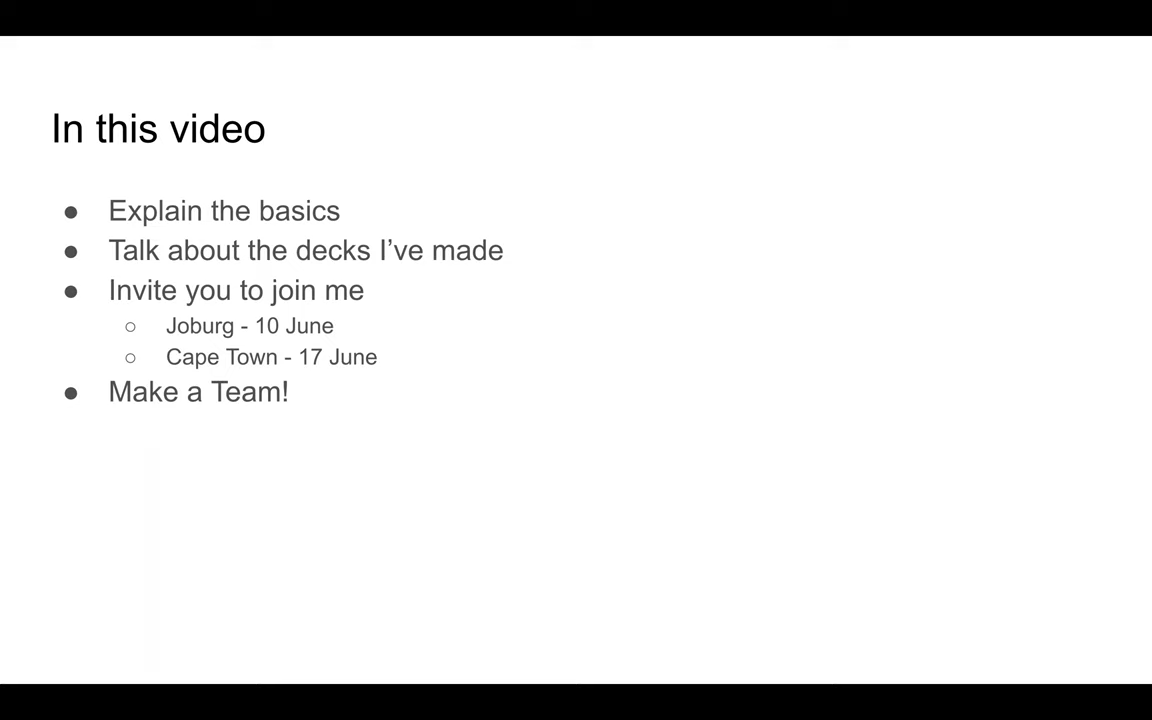 In this video
● Explain the basics
● Talk about the decks I’ve made
● Invite you to join me
○ Joburg - 10 June
○ Cape Town - 17 June
● Make a Team!